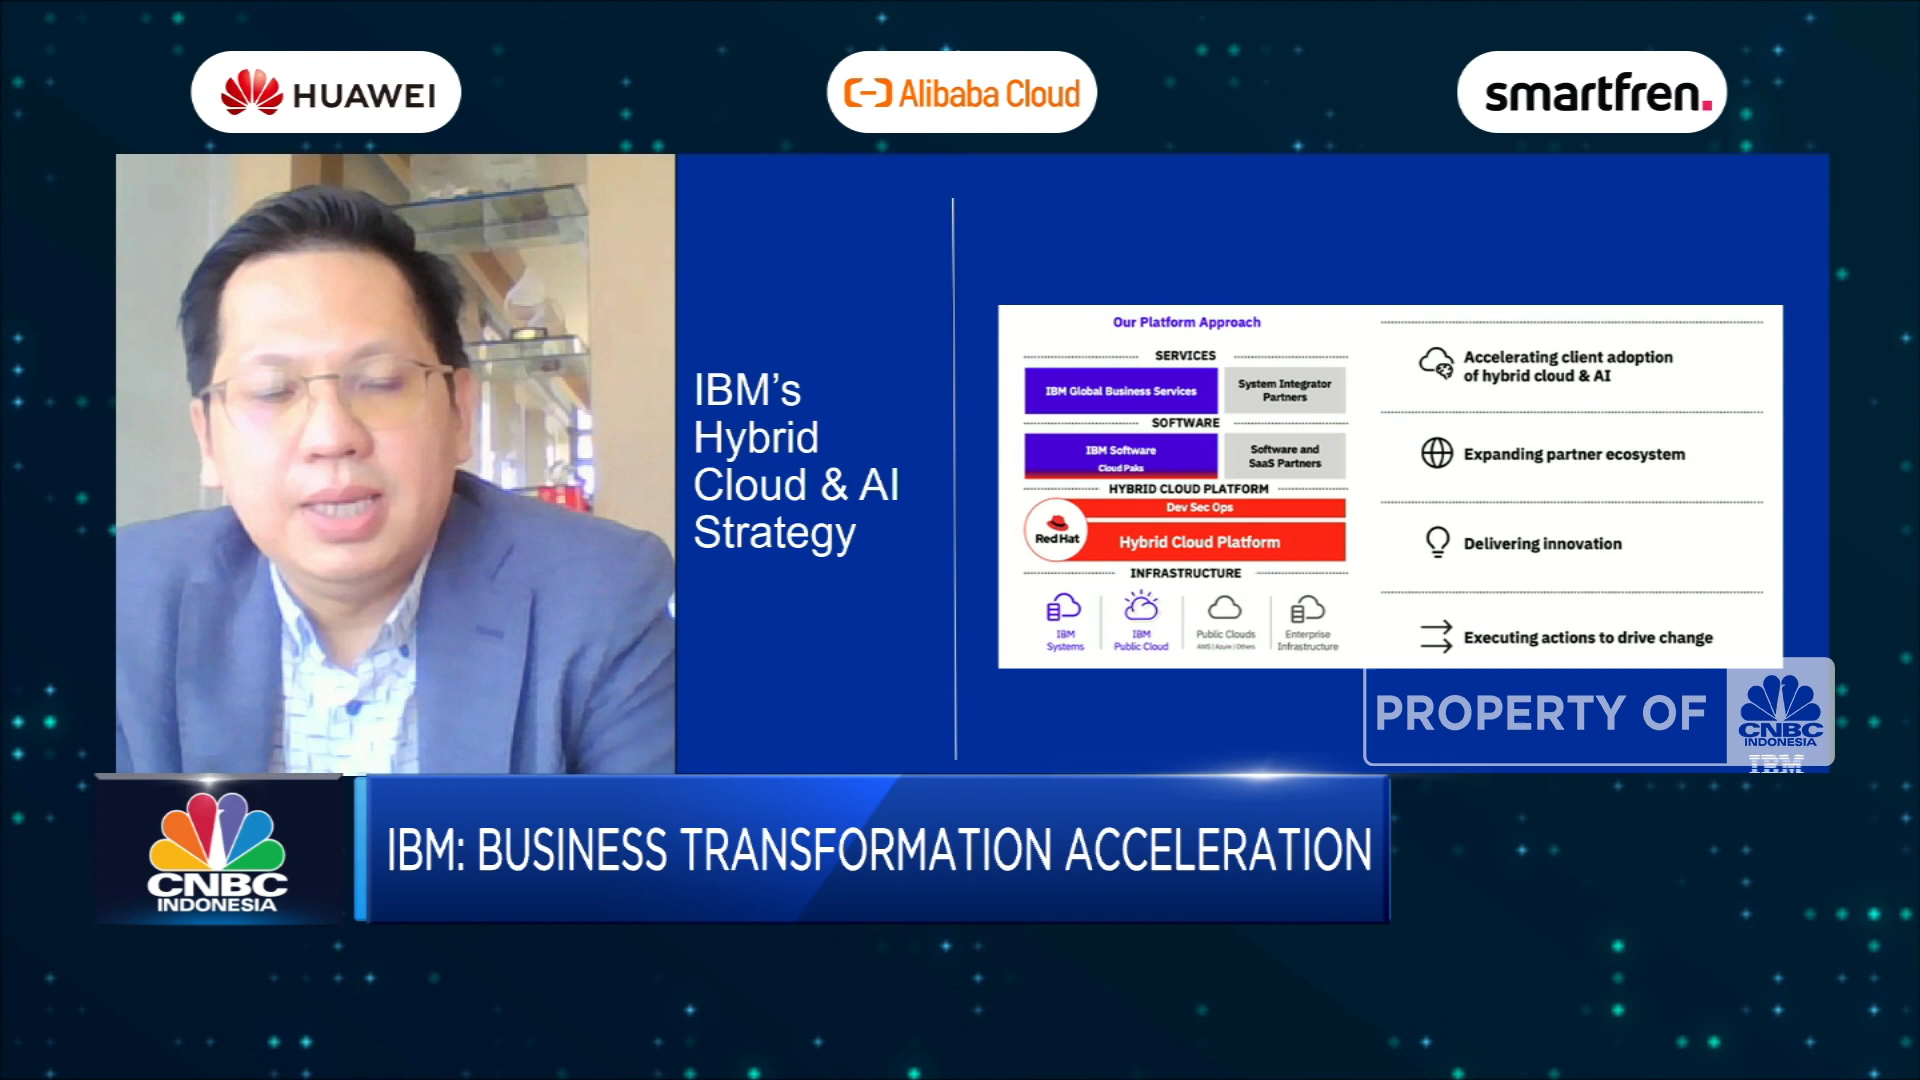 HUAWEI
Alibaba Cloud
smartfren.
IBM's
Hybrid
Cloud & AI
Strategy
Our Platform Approach
SERVICES
IBM Global Business Services
System Integrator
Partners
SOFTWARE
IBM Software
Cloud Paks
Software and
SaaS Partners
HYBRID CLOUD PLATFORM
Dev Sec Ops
Red Hat
Hybrid Cloud Platform
INFRASTRUCTURE
IBM
Systems
IBM
Public Cloud
Public Clouds
AWS | Azure | Others
Enterprise
Infrastructure
Accelerating client adoption
of hybrid cloud & AI
Expanding partner ecosystem
Delivering innovation
Executing actions to drive change
PROPERTY OF
CNBC
INDONESIA
IBM
CNBC
INDONESIA
IBM: BUSINESS TRANSFORMATION ACCELERATION